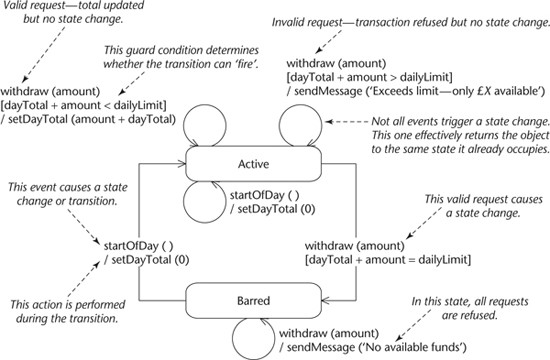 Valid request—total updated
but no state change.
Invalid request—transaction refused but no state change.
This guard condition determines
whether the transition can ‘fire’.
withdraw (amount)
[dayTotal + amount < dailyLimit]
/ setDayTotal (amount + dayTotal)
withdraw (amount)
[dayTotal + amount > dailyLimit]
/ sendMessage (‘Exceeds limit—only £X available’)
Not all events trigger a state change.
This one effectively returns the object
to the same state it already occupies.
Active
This event causes a state
change or transition.
startOfDay ( )
/ setDayTotal (0)
This valid request causes
a state change.
startOfDay ( )
/ setDayTotal (0)
withdraw (amount)
[dayTotal + amount = dailyLimit]
This action is performed
during the transition.
Barred
In this state, all requests
are refused.
withdraw (amount)
/ sendMessage (‘No available funds’)